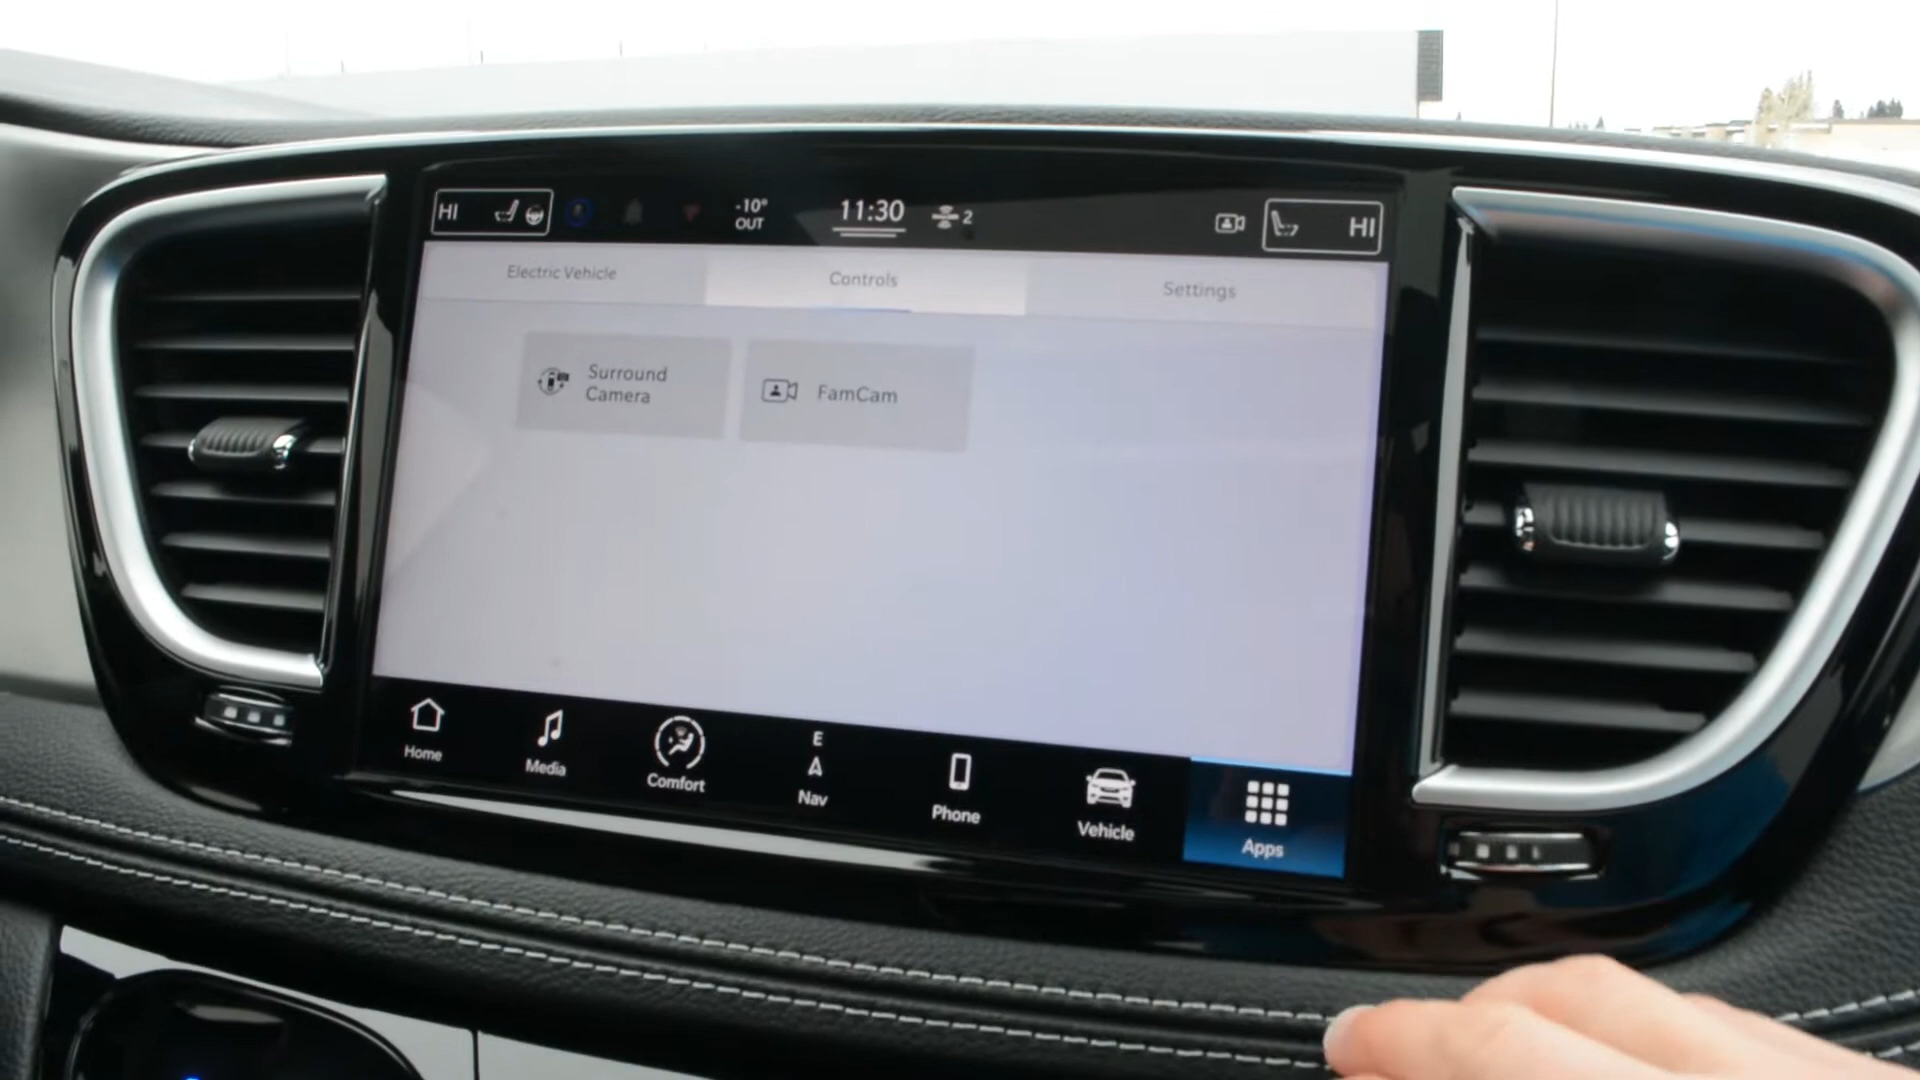 HI
-10°
OUT
11:30
2
HI
Electric Vehicle
Controls
Settings
Surround
Camera
FamCam
Home
Media
Comfort
E
Nav
Phone
Vehicle
Apps